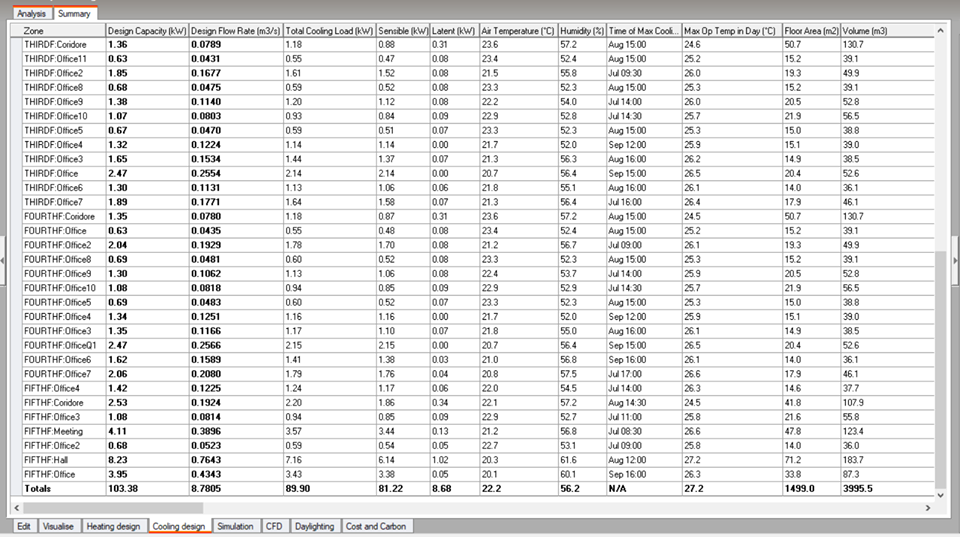 Analysis Summary
Zone Design Capacity (kW) Design Flow Rate (m3/s) Total Cooling Load (kW) Sensible (kW) Latent (kW) Air Temperature (°C) Humidity (%) Time of Max Cooli... Max Op Temp in Day (°C) Floor Area (m2) Volume (m3)
THIRDF:Coridore 1.36 0.0789 1.18 0.88 0.31 23.6 57.2 Aug 15:00 24.6 50.7 130.7
THIRDF:Office11 0.63 0.0431 0.55 0.47 0.08 23.4 52.4 Aug 15:00 25.2 15.2 39.1
THIRDF:Office2 1.85 0.1677 1.61 1.52 0.08 21.5 55.8 Jul 09:30 26.0 19.3 49.9
THIRDF:Office8 0.68 0.0475 0.59 0.52 0.08 23.3 52.3 Aug 15:00 25.3 15.2 39.1
THIRDF:Office9 1.38 0.1140 1.20 1.12 0.08 22.2 54.0 Jul 14:00 26.0 20.5 52.8
THIRDF:Office10 1.07 0.0803 0.93 0.84 0.09 22.9 52.8 Jul 14:30 25.7 21.9 56.5
THIRDF:Office5 0.67 0.0470 0.59 0.51 0.07 23.3 52.3 Aug 15:00 25.3 15.0 38.8
THIRDF:Office4 1.32 0.1224 1.14 1.14 0.00 21.7 52.0 Sep 12:00 25.9 15.1 39.0
THIRDF:Office3 1.65 0.1534 1.44 1.37 0.07 21.3 56.3 Aug 16:00 26.2 14.9 38.5
THIRDF:Office 2.47 0.2554 2.14 2.14 0.00 20.7 56.4 Sep 15:00 26.5 20.4 52.6
THIRDF:Office6 1.30 0.1131 1.13 1.06 0.06 21.8 55.1 Aug 16:00 26.1 14.0 36.1
THIRDF:Office7 1.89 0.1771 1.64 1.58 0.07 21.3 56.4 Jul 16:00 26.4 17.9 46.1
FOURTHF:Coridore 1.35 0.0780 1.18 0.87 0.31 23.6 57.2 Aug 15:00 24.5 50.7 130.7
FOURTHF:Office 0.63 0.0435 0.55 0.48 0.08 23.4 52.4 Aug 15:00 25.2 15.2 39.1
FOURTHF:Office2 2.04 0.1929 1.78 1.70 0.08 21.2 56.7 Jul 09:00 26.1 19.3 49.9
FOURTHF:Office8 0.69 0.0481 0.60 0.52 0.08 23.3 52.3 Aug 15:00 25.3 15.2 39.1
FOURTHF:Office9 1.30 0.1062 1.13 1.06 0.08 22.4 53.7 Jul 14:00 25.9 20.5 52.8
FOURTHF:Office10 1.08 0.0818 0.94 0.85 0.09 22.9 52.9 Jul 14:30 25.7 21.9 56.5
FOURTHF:Office5 0.69 0.0483 0.60 0.52 0.07 23.3 52.3 Aug 15:00 25.3 15.0 38.8
FOURTHF:Office4 1.34 0.1251 1.16 1.16 0.00 21.7 52.0 Sep 12:00 25.9 15.1 39.0
FOURTHF:Office3 1.35 0.1166 1.17 1.10 0.07 21.8 55.0 Aug 16:00 26.1 14.9 38.5
FOURTHF:OfficeQ1 2.47 0.2566 2.15 2.15 0.00 20.7 56.4 Sep 15:00 26.5 20.4 52.6
FOURTHF:Office6 1.62 0.1589 1.41 1.38 0.03 21.0 56.8 Sep 16:00 26.1 14.0 36.1
FOURTHF:Office7 2.06 0.2080 1.79 1.76 0.04 20.8 57.5 Jul 17:00 26.6 17.9 46.1
FIFTHF:Office4 1.42 0.1225 1.24 1.17 0.06 22.0 54.5 Jul 14:00 26.3 14.6 37.7
FIFTHF:Coridore 2.53 0.1924 2.20 1.86 0.34 22.1 57.2 Aug 14:30 24.5 41.8 107.9
FIFTHF:Office3 1.08 0.0814 0.94 0.85 0.09 22.9 52.7 Jul 11:00 25.8 21.6 55.8
FIFTHF:Meeting 4.11 0.3896 3.57 3.44 0.13 21.2 56.8 Jul 08:30 26.6 47.8 123.4
FIFTHF:Office2 0.68 0.0523 0.59 0.54 0.05 22.7 53.1 Jul 09:00 25.8 14.0 36.0
FIFTHF:Hall 8.23 0.7643 7.16 6.14 1.02 20.3 61.6 Aug 12:00 27.2 71.2 183.7
FIFTHF:Office 3.95 0.4343 3.43 3.38 0.05 20.1 60.1 Sep 16:00 26.3 33.8 87.3
Totals 103.38 8.7805 89.90 81.22 8.68 22.2 56.2 N/A 27.2 1499.0 3995.5
Edit Visualise Heating design Cooling design Simulation CFD Daylighting Cost and Carbon